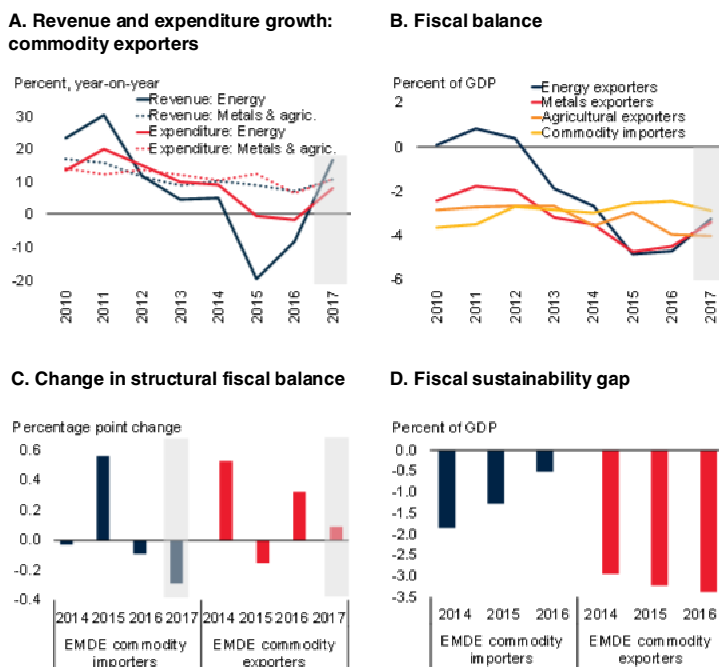 A. Revenue and expenditure growth:
commodity exporters
Percent, year-on-year
Revenue: Energy
Revenue: Metals & agric.
Expenditure: Energy
Expenditure: Metals & agric.
30
20
10
0
-10
-20
2010
2011
2012
2013
2014
2015
2016
2017
B. Fiscal balance
Percent of GDP
Energy exporters
Metals exporters
Agricultural exporters
Commodity importers
2
0
-2
-4
-6
2010
2011
2012
2013
2014
2015
2016
2017
C. Change in structural fiscal balance
Percentage point change
0.6
0.4
0.2
0.0
-0.2
-0.4
2014 2015 2016 2017 2014 2015 2016 2017
EMDE commodity
importers
EMDE commodity
exporters
D. Fiscal sustainability gap
Percent of GDP
0.0
-0.5
-1.0
-1.5
-2.0
-2.5
-3.0
-3.5
2014 2015 2016 2014 2015 2016
EMDE commodity
importers
EMDE commodity
exporters